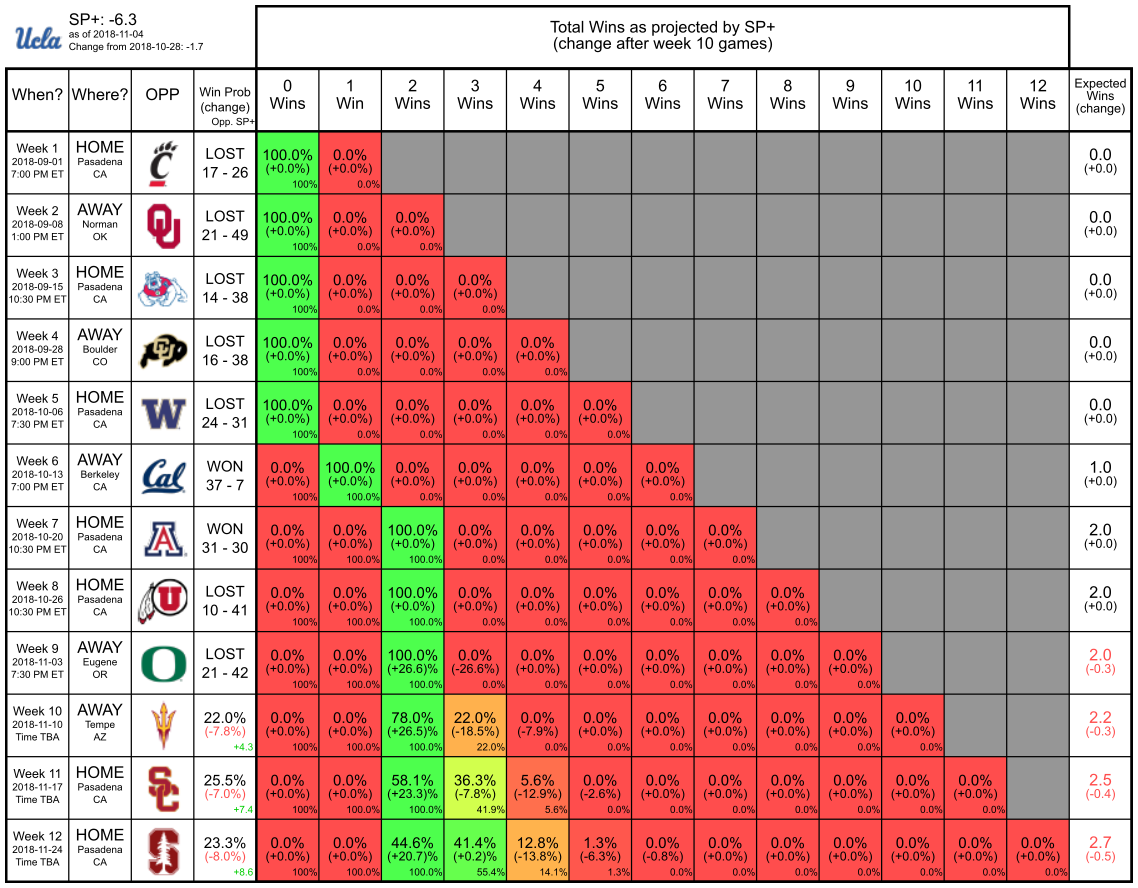 Ucla
SP+: -6.3
as of 2018-11-04
Change from 2018-10-28: -1.7
Total Wins as projected by SP+
(change after week 10 games)
When? Where? OPP Win Prob (change) Opp. SP+ 0 Wins 1 Win 2 Wins 3 Wins 4 Wins 5 Wins 6 Wins 7 Wins 8 Wins 9 Wins 10 Wins 11 Wins 12 Wins Expected Wins (change)
Week 1 HOME LOST 100.0% 0.0% 0.0
2018-09-01 Pasadena C 17 - 26 (+0.0%) (+0.0%) (+0.0)
7:00 PM ET CA 100% 0.0%
Week 2 AWAY LOST 100.0% 0.0% 0.0% 0.0
2018-09-08 Norman OU 21 - 49 (+0.0%) (+0.0%) (+0.0%) (+0.0)
1:00 PM ET OK 100% 0.0% 0.0%
Week 3 HOME LOST 100.0% 0.0% 0.0% 0.0% 0.0
2018-09-15 Pasadena 14 - 38 (+0.0%) (+0.0%) (+0.0%) (+0.0%) (+0.0)
10:30 PM ET CA 100% 0.0% 0.0% 0.0%
Week 4 AWAY LOST 100.0% 0.0% 0.0% 0.0% 0.0% 0.0
2018-09-28 Boulder CU 16 - 38 (+0.0%) (+0.0%) (+0.0%) (+0.0%) (+0.0%) (+0.0)
9:00 PM ET CO 100% 0.0% 0.0% 0.0% 0.0%
Week 5 HOME LOST 100.0% 0.0% 0.0% 0.0% 0.0% 0.0% 0.0
2018-10-06 Pasadena W 24 - 31 (+0.0%) (+0.0%) (+0.0%) (+0.0%) (+0.0%) (+0.0%) (+0.0)
7:30 PM ET CA 100% 0.0% 0.0% 0.0% 0.0% 0.0%
Week 6 AWAY WON 0.0% 100.0% 0.0% 0.0% 0.0% 0.0% 0.0% 1.0
2018-10-13 Berkeley Cal 37 - 7 (+0.0%) (+0.0%) (+0.0%) (+0.0%) (+0.0%) (+0.0%) (+0.0%) (+0.0)
7:00 PM ET CA 100% 100.0% 0.0% 0.0% 0.0% 0.0% 0.0%
Week 7 HOME WON 0.0% 0.0% 100.0% 0.0% 0.0% 0.0% 0.0% 0.0% 2.0
2018-10-20 Pasadena A 31 - 30 (+0.0%) (+0.0%) (+0.0%) (+0.0%) (+0.0%) (+0.0%) (+0.0%) (+0.0%) (+0.0)
10:30 PM ET CA 100% 100.0% 100.0% 0.0% 0.0% 0.0% 0.0% 0.0%
Week 8 HOME LOST 0.0% 0.0% 100.0% 0.0% 0.0% 0.0% 0.0% 0.0% 0.0% 2.0
2018-10-26 Pasadena U 10 - 41 (+0.0%) (+0.0%) (+0.0%) (+0.0%) (+0.0%) (+0.0%) (+0.0%) (+0.0%) (+0.0%) (+0.0)
10:30 PM ET CA 100% 100.0% 100.0% 0.0% 0.0% 0.0% 0.0% 0.0% 0.0%
Week 9 AWAY LOST 0.0% 0.0% 100.0% 0.0% 0.0% 0.0% 0.0% 0.0% 0.0% 0.0% 2.0
2018-11-03 Eugene O 21 - 42 (+0.0%) (+0.0%) (+26.6)% (-26.6%) (+0.0%) (+0.0%) (+0.0%) (+0.0%) (+0.0%) (+0.0%) (-0.3)
7:30 PM ET OR 100% 100.0% 100.0% 0.0% 0.0% 0.0% 0.0% 0.0% 0.0% 0.0%
Week 10 AWAY 22.0% 0.0% 0.0% 78.0% 22.0% 0.0% 0.0% 0.0% 0.0% 0.0% 0.0% 0.0% 2.2
2018-11-10 Tempe (-7.8%) (+0.0%) (+0.0%) (+26.5)% (-18.5%) (-7.9%) (+0.0%) (+0.0%) (+0.0%) (+0.0%) (+0.0%) (+0.0%) (-0.3)
Time TBA AZ +4.3 100% 100.0% 100.0% 22.0% 0.0% 0.0% 0.0% 0.0% 0.0% 0.0% 0.0%
Week 11 HOME 25.5% 0.0% 0.0% 58.1% 36.3% 5.6% 0.0% 0.0% 0.0% 0.0% 0.0% 0.0% 0.0% 2.5
2018-11-17 Pasadena SC (-7.0%) (+0.0%) (+0.0%) (+23.3)% (-7.8%) (-12.9%) (-2.6%) (+0.0%) (+0.0%) (+0.0%) (+0.0%) (+0.0%) (+0.0%) (-0.4)
Time TBA CA +7.4 100% 100.0% 100.0% 41.9% 5.6% 0.0% 0.0% 0.0% 0.0% 0.0% 0.0% 0.0%
Week 12 HOME 23.3% 0.0% 0.0% 44.6% 41.4% 12.8% 1.3% 0.0% 0.0% 0.0% 0.0% 0.0% 0.0% 0.0% 2.7
2018-11-24 Pasadena S (-8.0%) (+0.0%) (+0.0%) (+20.7)% (+0.2)% (-13.8%) (-6.3%) (-0.8%) (+0.0%) (+0.0%) (+0.0%) (+0.0%) (+0.0%) (+0.0%) (-0.5)
Time TBA CA +8.6 100% 100.0% 100.0% 55.4% 14.1% 1.3% 0.0% 0.0% 0.0% 0.0% 0.0% 0.0% 0.0%